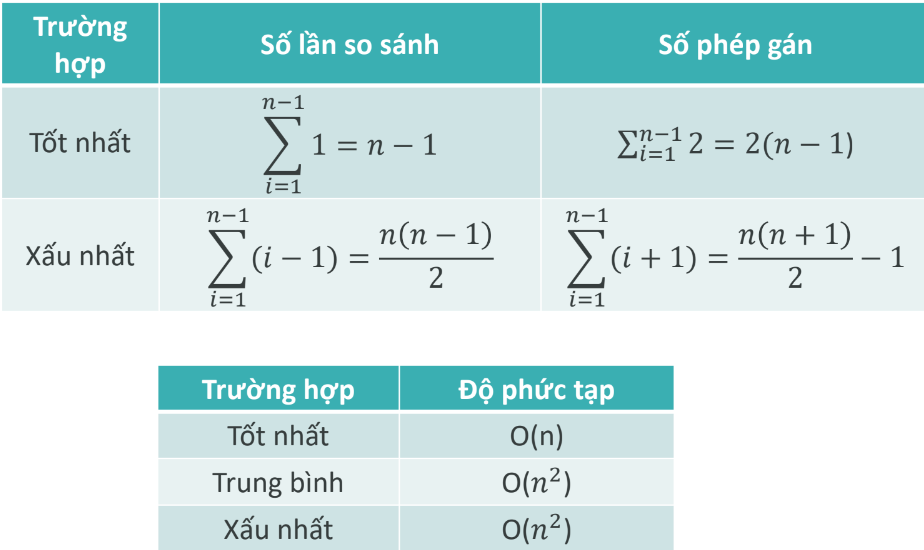 Trường hợp Số lần so sánh Số phép gán
Tốt nhất \sum_{i=1}^{n-1} 1 = n - 1 \sum_{i=1}^{n-1} 2 = 2(n - 1)
Xấu nhất \sum_{i=1}^{n-1} (i - 1) = \frac{n(n - 1)}{2} \sum_{i=1}^{n-1} (i + 1) = \frac{n(n + 1)}{2} - 1
Trường hợp Độ phức tạp
Tốt nhất O(n)
Trung bình O(n²)
Xấu nhất O(n²)